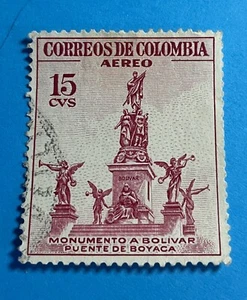 CORREOS DE COLOMBIA
AEREO
15
CVS
BOLIVAR
MONUMENTO A BOLIVAR
PUENTE DE BOYACA